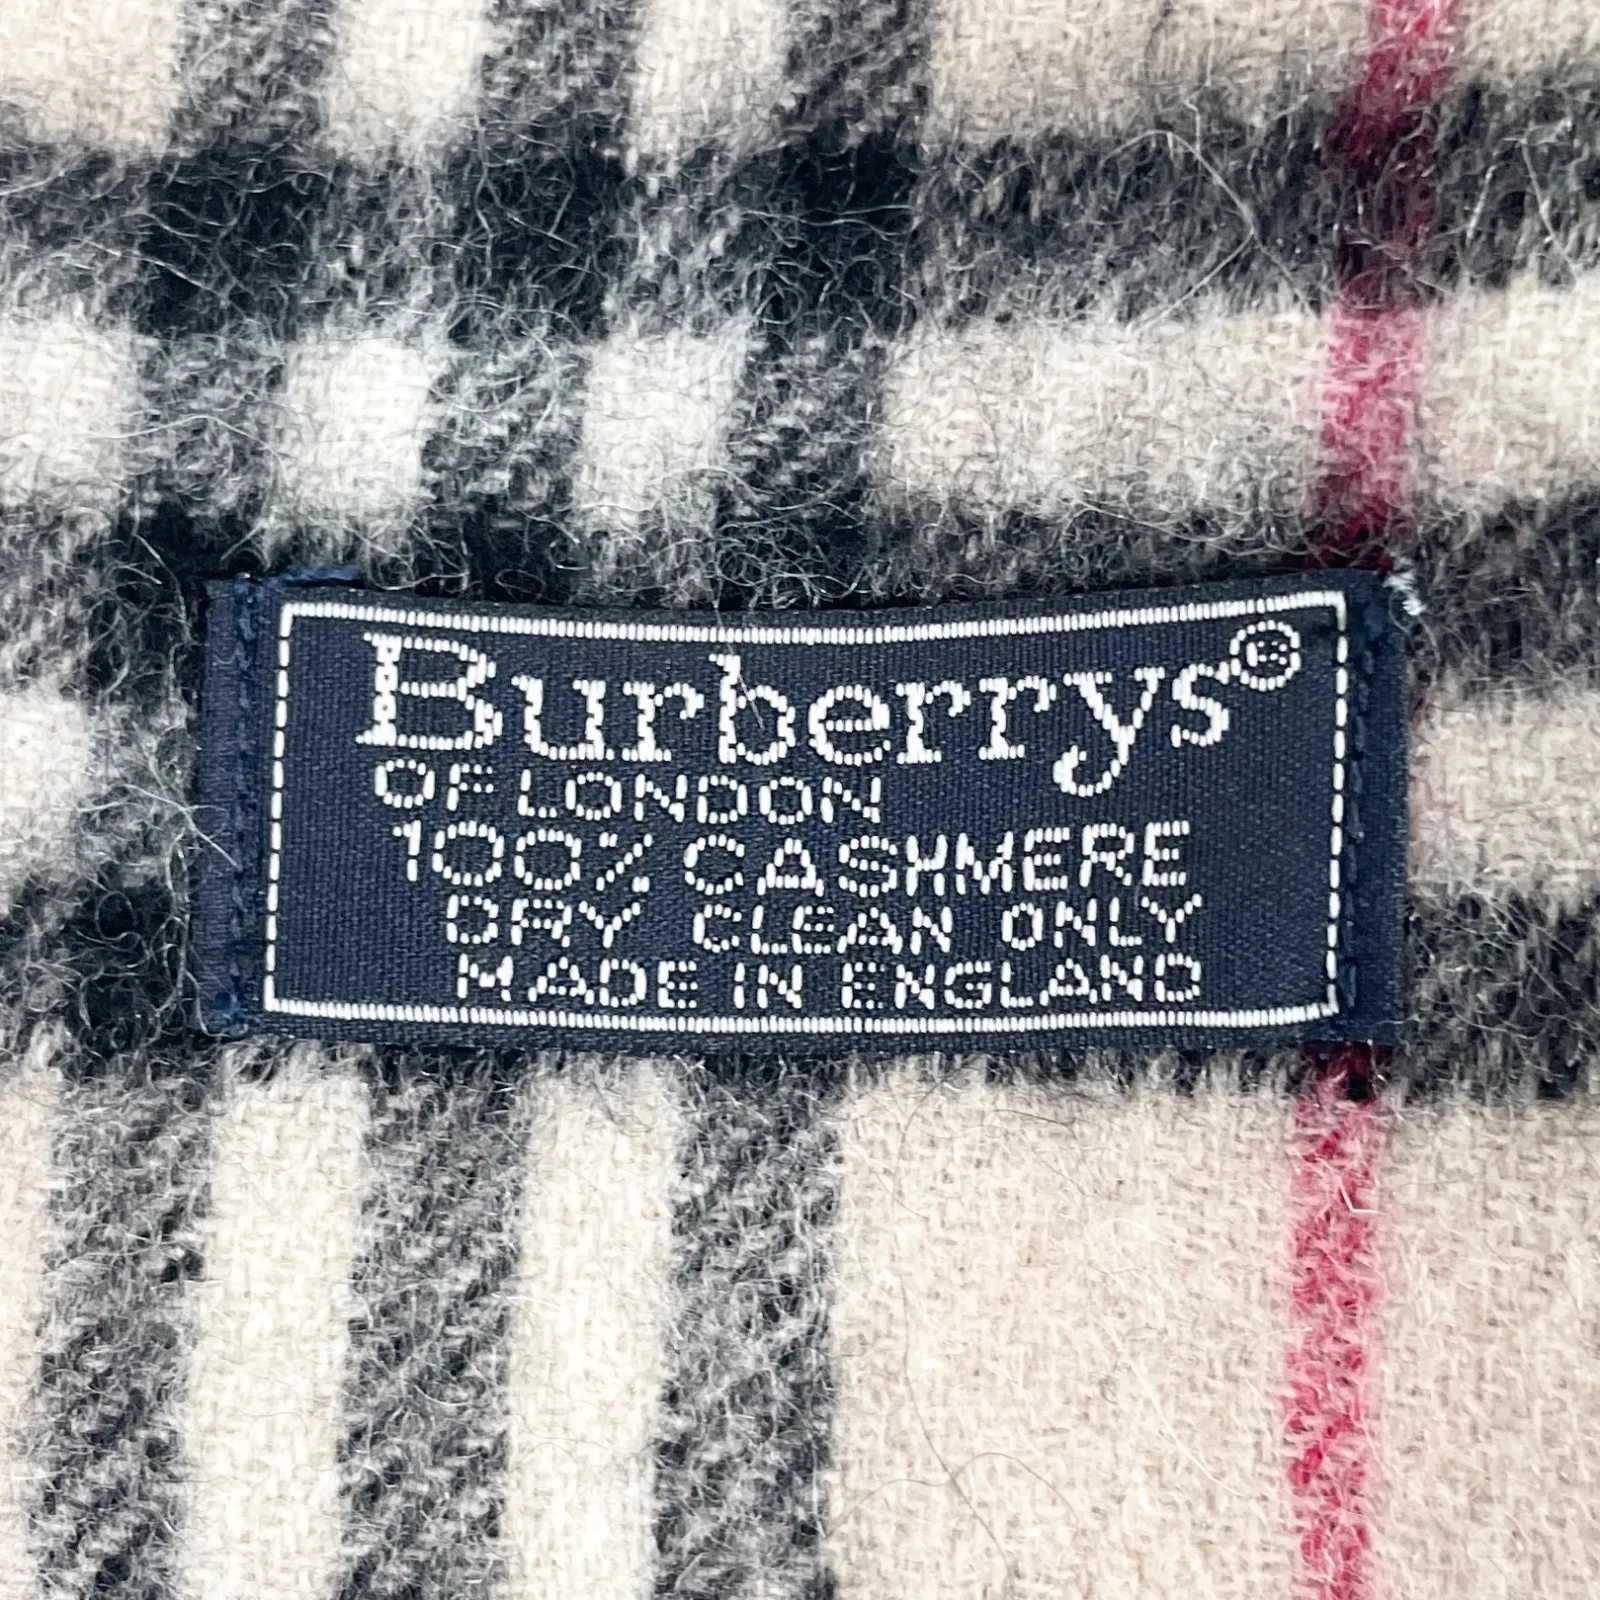 Burberrys®
OF LONDON
100% CASHMERE
DRY CLEAN ONLY
MADE IN ENGLAND